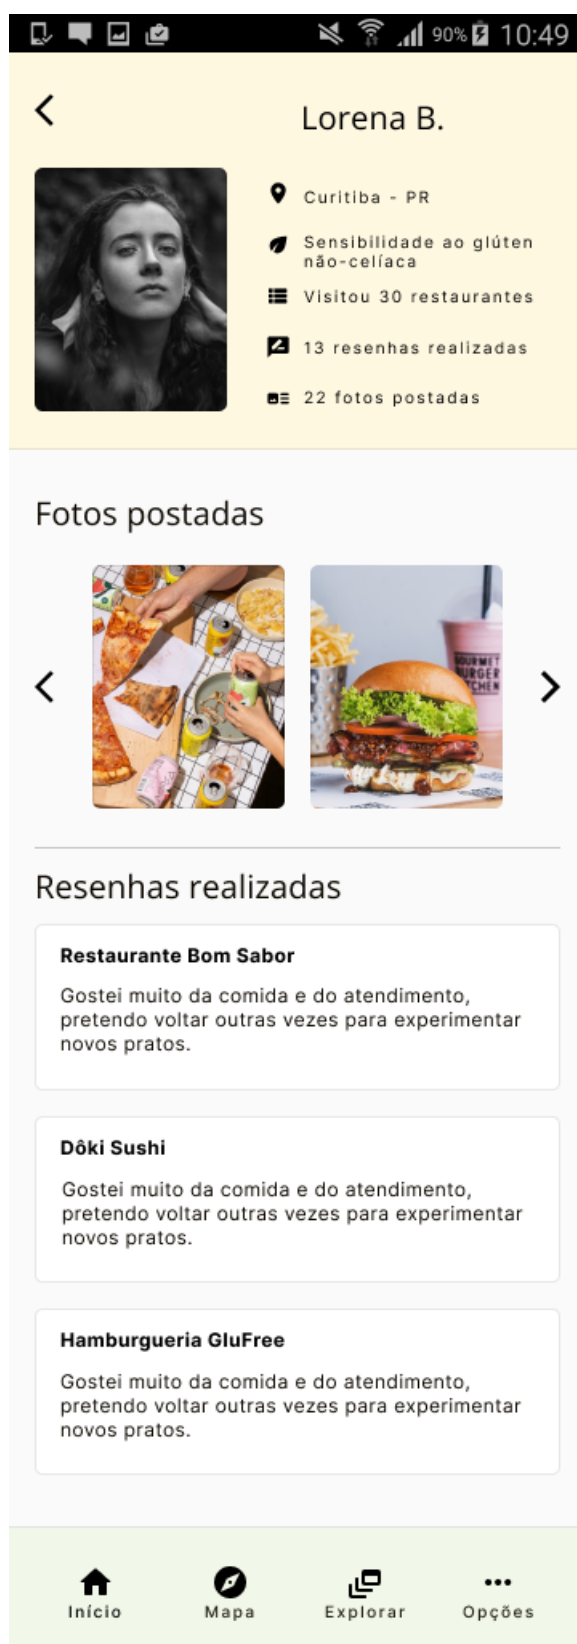 90% 10:49
Lorena B.
Curitiba - PR
Sensibilidade ao glúten
não-celíaca
Visitou 30 restaurantes
13 resenhas realizadas
22 fotos postadas
Fotos postadas
GOURMET
BURGER
KITCHEN
Resenhas realizadas
Restaurante Bom Sabor
Gostei muito da comida e do atendimento,
pretendo voltar outras vezes para experimentar
novos pratos.
Dôki Sushi
Gostei muito da comida e do atendimento,
pretendo voltar outras vezes para experimentar
novos pratos.
Hamburgueria GluFree
Gostei muito da comida e do atendimento,
pretendo voltar outras vezes para experimentar
novos pratos.
Início Mapa Explorar Opções